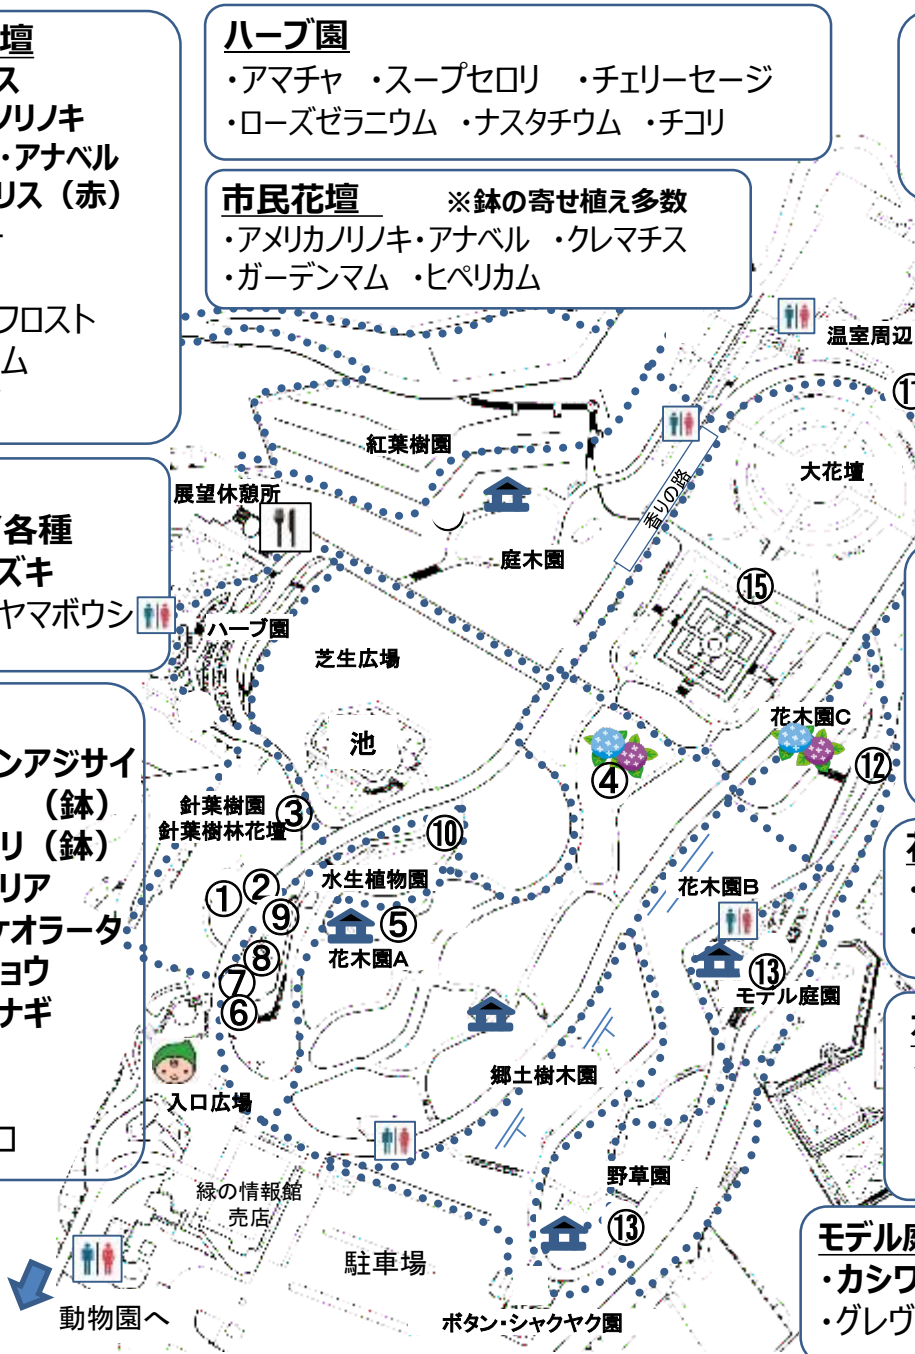 壇
ス
ノリノキ
・アナベル
リス（赤）
フロスト
ム
各種
ズキ
ヤマボウシ
ンアジサイ
（鉢）
リ（鉢）
リア
ケオラータ
ョウ
ナギ
ロ
ハーブ園
・アマチャ ・スープセロリ ・チェリーセージ
・ローズゼラニウム ・ナスタチウム ・チコリ
市民花壇 ※鉢の寄せ植え多数
・アメリカノリノキ・アナベル ・クレマチス
・ガーデンマム ・ヒペリカム
温室周辺
紅葉樹園
大花壇
展望休憩所
香りの路
庭木園
⑮
ハーブ園
芝生広場
花木園C
池
④
⑫
針葉樹園
③
針葉樹林花壇
⑩
水生植物園
花木園B
①
②
⑨
⑤
花木園A
⑧
⑦
⑥
⑬
モデル庭園
郷土樹木園
入口広場
野草園
⑬
緑の情報館
売店
駐車場
動物園へ
ボタン・シャクヤク園
モデル
・カシワ
・グレヴ